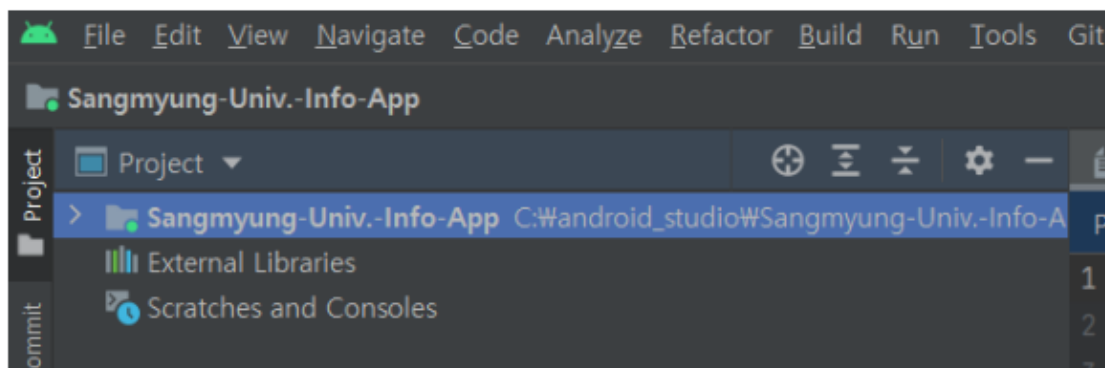 File Edit View Navigate Code Analyze Refactor Build Run Tools Git
Sangmyung-Univ.-Info-App
Project
Project
Sangmyung-Univ.-Info-App C:₩android_studio₩Sangmyung-Univ.-Info-A
P
External Libraries
1
Scratches and Consoles
2
ommit